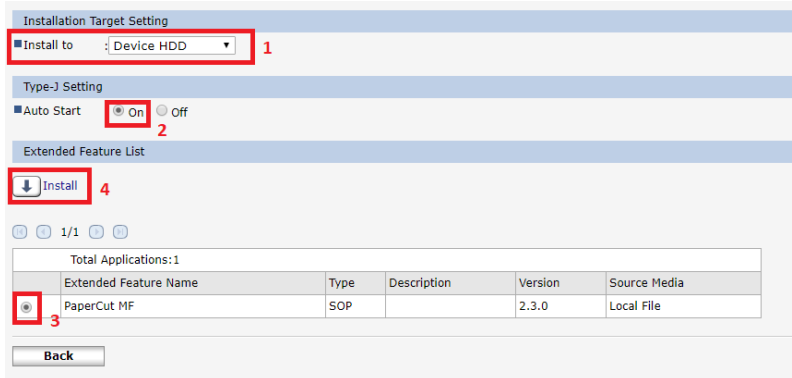 Installation Target Setting
Install to : Device HDD 1
Type-J Setting
Auto Start On Off
2
Extended Feature List
Install 4
1/1
Total Applications:1
Extended Feature Name Type Description Version Source Media
PaperCut MF SOP 2.3.0 Local File
3
Back